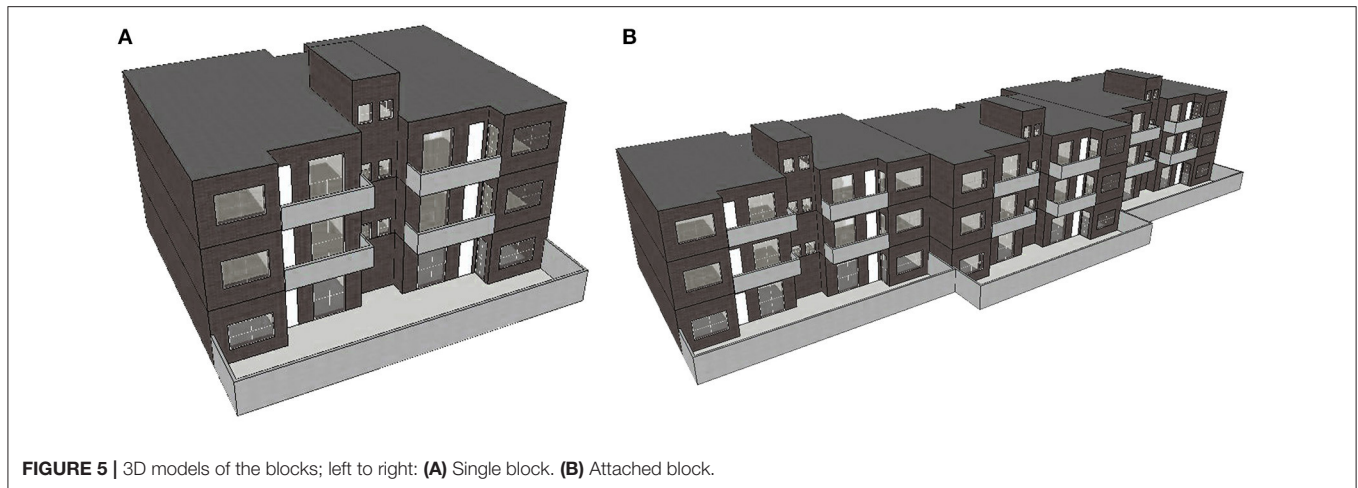 A
B
FIGURE 5 | 3D models of the blocks; left to right: (A) Single block. (B) Attached block.